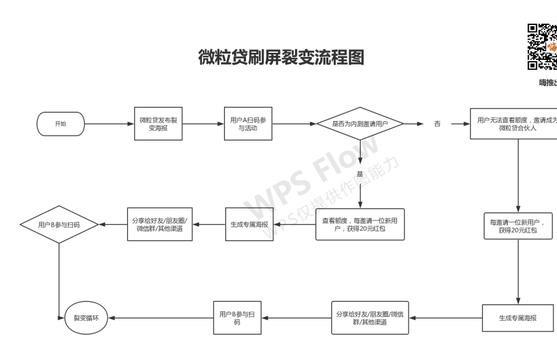 微粒贷刷屏裂变流程图
嗨推
开始
微粒贷发布裂
变海报
用户A扫码参
与活动
是否为内测邀请用户
否
用户无法查看额度，邀请成为
微粒贷合伙人
是
WPS Flow
WPS仅提供作图能力
用户B参与扫码
分享给好友/朋友圈/
微信群/其他渠道
生成专属海报
查看额度，每邀请一位新用
户，获得20元红包
每邀请一位新用户，
获得20元红包
裂变循环
用户B参与扫
码
分享给好友/朋友圈/微信
群/其他渠道
生成专属海报